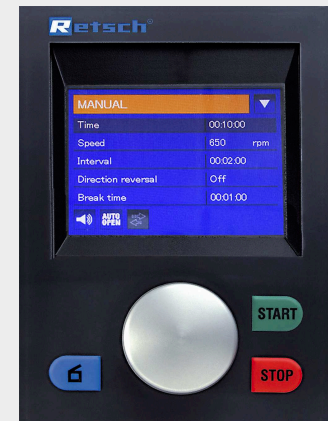 Retsch®
MANUAL
Time 00:10:00
Speed 650 rpm
Interval 00:02:00
Direction reversal Off
Break time 00:01:00
AUTO
OPEN
START
STOP